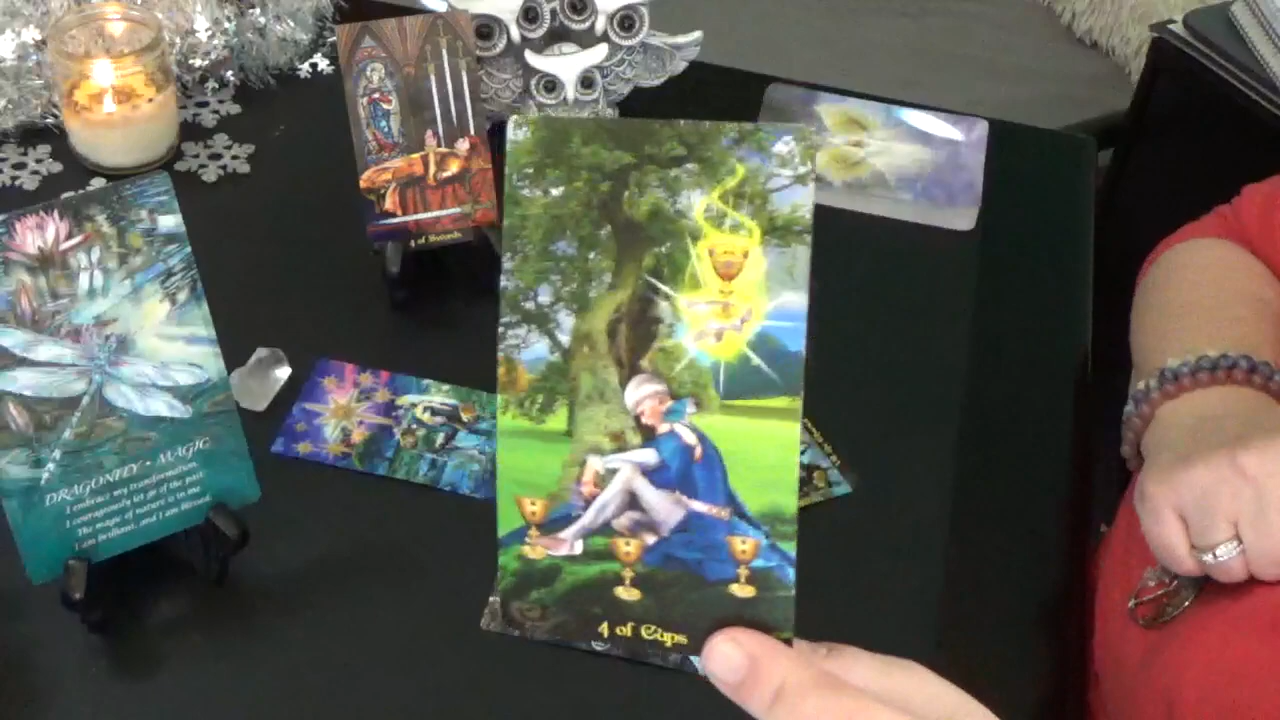 4 of Swords
DRAGONFLY • MAGIC
I embrace my transformation.
I courageously let go of the past.
The magic of nature is in me.
I am brilliant, and I am blessed.
4 of Cups